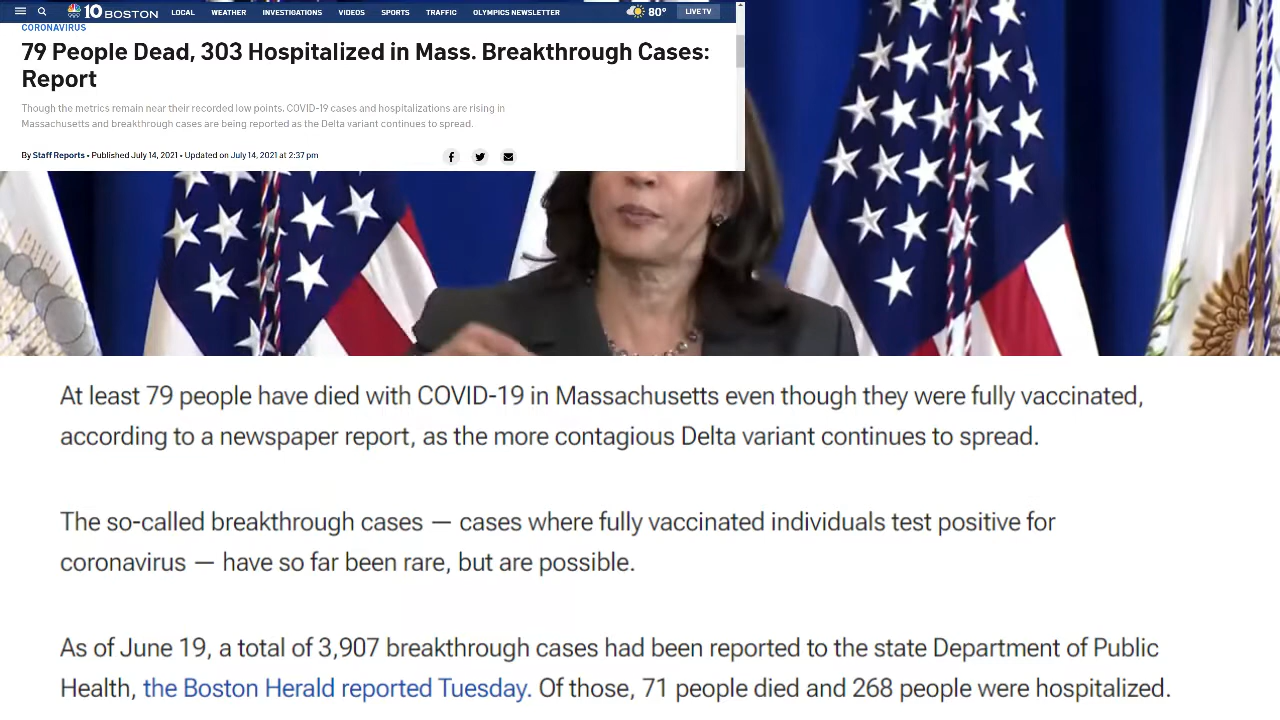 10 BOSTON LOCAL WEATHER INVESTIGATIONS VIDEOS SPORTS TRAFFIC OLYMPICS NEWSLETTER 80° LIVE TV
CORONAVIRUS
79 People Dead, 303 Hospitalized in Mass. Breakthrough Cases:
Report
Though the metrics remain near their recorded low points, COVID-19 cases and hospitalizations are rising in
Massachusetts and breakthrough cases are being reported as the Delta variant continues to spread.
By Staff Reports • Published July 14, 2021 • Updated on July 14, 2021 at 2:37 pm
At least 79 people have died with COVID-19 in Massachusetts even though they were fully vaccinated,
according to a newspaper report, as the more contagious Delta variant continues to spread.
The so-called breakthrough cases — cases where fully vaccinated individuals test positive for
coronavirus — have so far been rare, but are possible.
As of June 19, a total of 3,907 breakthrough cases had been reported to the state Department of Public
Health, the Boston Herald reported Tuesday. Of those, 71 people died and 268 people were hospitalized.